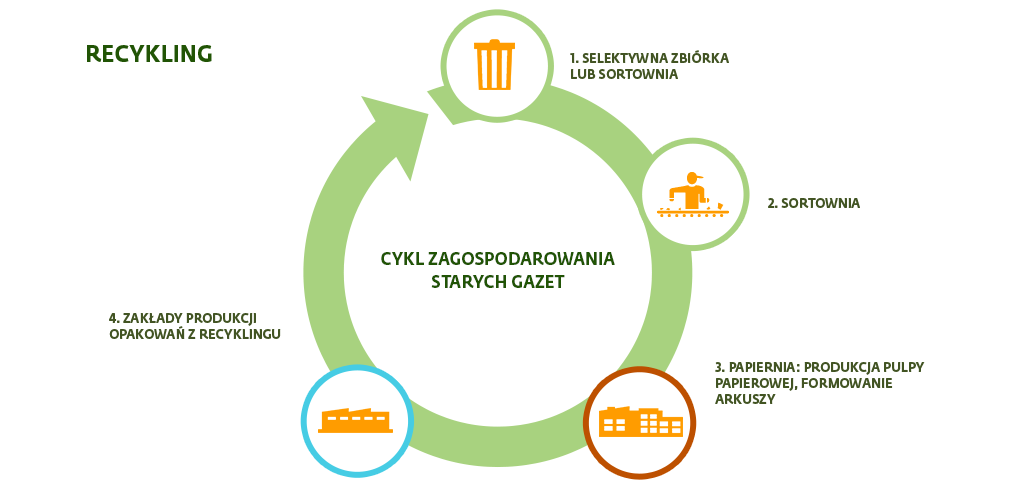 RECYKLING
1. SELEKTYWNA ZBIÓRKA
LUB SORTOWNIA
2. SORTOWNIA
CYKL ZAGOSPODAROWANIA
STARYCH GAZET
3. PAPIERNIA: PRODUKCJA PULPY
PAPIEROWEJ, FORMOWANIE
ARKUSZY
4. ZAKŁADY PRODUKCJI
OPAKOWAŃ Z RECYKLINGU